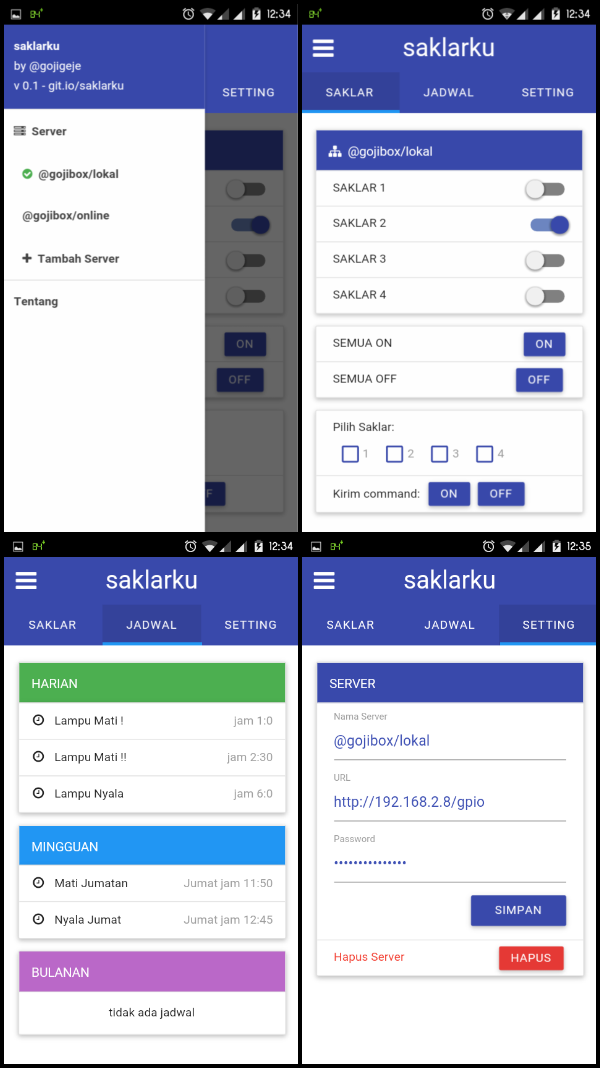 84+
12:34
saklarku
by @gojigeje
v 0.1 - git.io/saklarku
SETTING
Server
@gojibox/lokal
@gojibox/online
Tambah Server
Tentang
ON
OFF
F
84+
12:34
saklarku
SAKLAR JADWAL SETTING
@gojibox/lokal
SAKLAR 1
SAKLAR 2
SAKLAR 3
SAKLAR 4
SEMUA ON ON
SEMUA OFF OFF
Pilih Saklar:
1 2 3 4
Kirim command: ON OFF
84+
12:34
saklarku
SAKLAR JADWAL SETTING
HARIAN
Lampu Mati ! jam 1:0
Lampu Mati !! jam 2:30
Lampu Nyala jam 6:0
MINGGUAN
Mati Jumatan Jumat jam 11:50
Nyala Jumat Jumat jam 12:45
BULANAN
tidak ada jadwal
84+
12:35
saklarku
SAKLAR JADWAL SETTING
SERVER
Nama Server
@gojibox/lokal
URL
http://192.168.2.8/gpio
Password
•••••••••••••••
SIMPAN
Hapus Server HAPUS